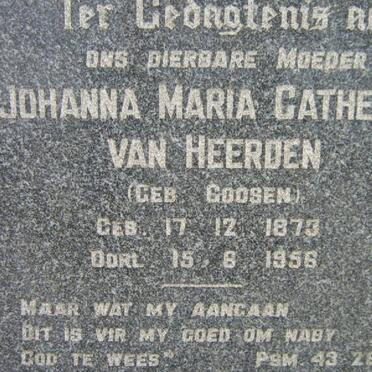 Ter Gedagtenis a
ONS DIERBARE MOEDER
JOHANNA MARIA CATHE
VAN HEERDEN
(GEB GOOSEN)
GEB. 17 12 1873
OORL. 15 8 1956
MAAR WAT MY AANGAAN
DIT IS VIR MY GOED OM NABY
GOD TE WEES" PSM 43 28